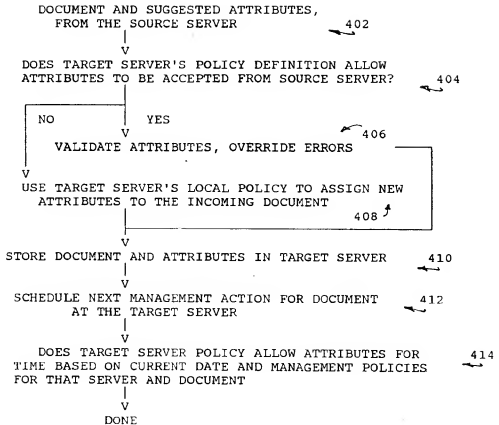 DOCUMENT AND SUGGESTED ATTRIBUTES,
FROM THE SOURCE SERVER 402
V
DOES TARGET SERVER'S POLICY DEFINITION ALLOW
ATTRIBUTES TO BE ACCEPTED FROM SOURCE SERVER? 404
NO YES
V 406
VALIDATE ATTRIBUTES, OVERRIDE ERRORS
V
USE TARGET SERVER'S LOCAL POLICY TO ASSIGN NEW
ATTRIBUTES TO THE INCOMING DOCUMENT
408
V
STORE DOCUMENT AND ATTRIBUTES IN TARGET SERVER 410
V
SCHEDULE NEXT MANAGEMENT ACTION FOR DOCUMENT 412
AT THE TARGET SERVER
V
DOES TARGET SERVER POLICY ALLOW ATTRIBUTES FOR 414
TIME BASED ON CURRENT DATE AND MANAGEMENT POLICIES
FOR THAT SERVER AND DOCUMENT
V
DONE